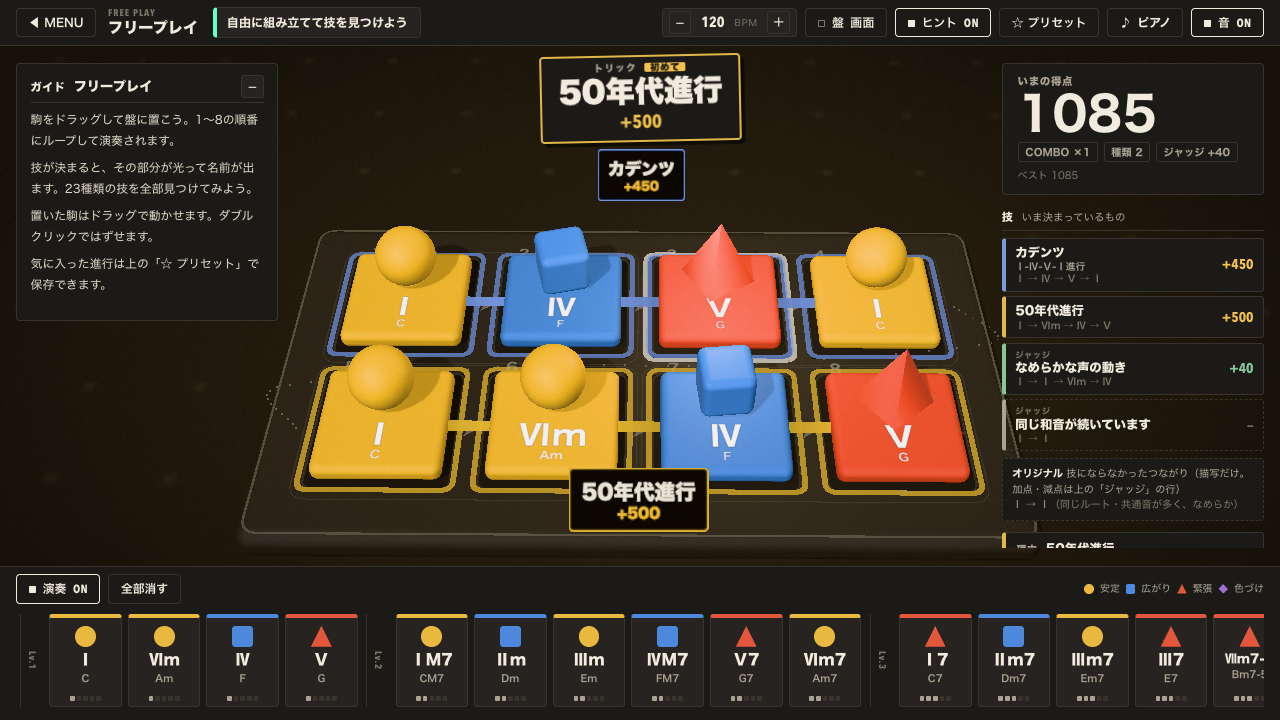 MENU
FREE PLAY
フリープレイ
自由に組み立てて技を見つけよう
− 120 BPM +
盤 画面
ヒント ON
☆ プリセット
♪ ピアノ
音 ON
ガイド フリープレイ
−
駒をドラッグして盤に置こう。1〜8の順番
にループして演奏されます。
技が決まると、その部分が光って名前が出
ます。23種類の技を全部見つけてみよう。
置いた駒はドラッグで動かせます。ダブル
クリックではずせます。
気に入った進行は上の「☆ プリセット」で
保存できます。
トリック 初めて
50年代進行
+500
カデンツ
+450
I
C
IV
F
V
G
I
C
I
C
VIm
Am
IV
F
V
G
50年代進行
+500
いまの得点
1085
COMBO ×1
種類 2
ジャッジ +40
ベスト 1085
技 いま決まっているもの
カデンツ
I-IV-V-I 進行
I → IV → V → I
+450
50年代進行
I → VIm → IV → V
+500
ジャッジ
なめらかな声の動き
I → I → VIm → IV
+40
ジャッジ
同じ和音が続いています
I → I
−
オリジナル 技にならなかったつながり（描写だけ。
加点・減点は上の「ジャッジ」の行）
I → I （同じルート・共通音が多く、なめらか）
50年代進行
演奏 ON
全部消す
安定 広がり 緊張 色づけ
Lv.1
I
C
VIm
Am
IV
F
V
G
Lv.2
I M7
CM7
IIm
Dm
IIIm
Em
IVM7
FM7
V7
G7
VIm7
Am7
Lv.3
I 7
C7
IIm7
Dm7
IIIm7
Em7
III7
E7
VIIm7-
Bm7-5